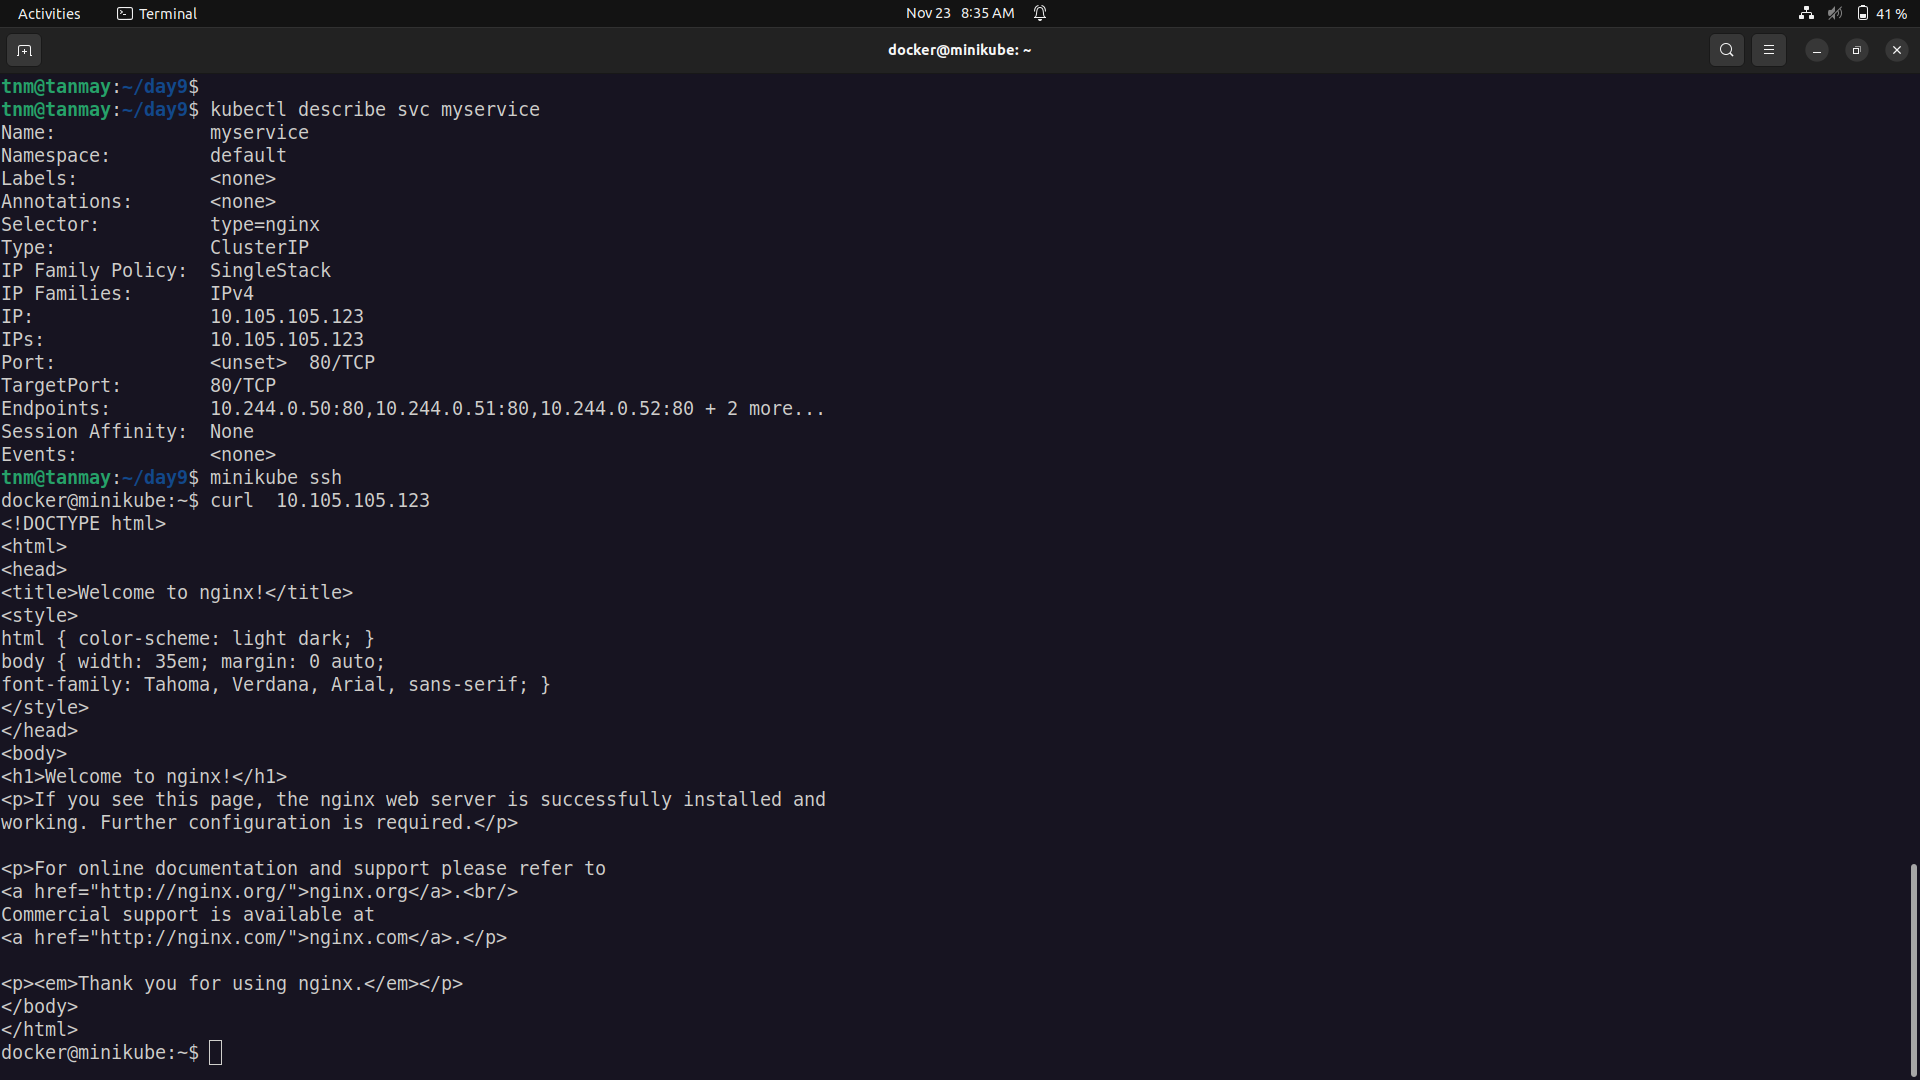 Activities Terminal Nov 23 8:35 AM 41 %
docker@minikube: ~
tnm@tanmay:~/day9$
tnm@tanmay:~/day9$ kubectl describe svc myservice
Name:              myservice
Namespace:         default
Labels:            <none>
Annotations:       <none>
Selector:          type=nginx
Type:              ClusterIP
IP Family Policy:  SingleStack
IP Families:       IPv4
IP:                10.105.105.123
IPs:               10.105.105.123
Port:              <unset>  80/TCP
TargetPort:        80/TCP
Endpoints:         10.244.0.50:80,10.244.0.51:80,10.244.0.52:80 + 2 more...
Session Affinity:  None
Events:            <none>
tnm@tanmay:~/day9$ minikube ssh
docker@minikube:~$ curl  10.105.105.123
<!DOCTYPE html>
<html>
<head>
<title>Welcome to nginx!</title>
<style>
html { color-scheme: light dark; }
body { width: 35em; margin: 0 auto;
font-family: Tahoma, Verdana, Arial, sans-serif; }
</style>
</head>
<body>
<h1>Welcome to nginx!</h1>
<p>If you see this page, the nginx web server is successfully installed and
working. Further configuration is required.</p>

<p>For online documentation and support please refer to
<a href="http://nginx.org/">nginx.org</a>.<br/>
Commercial support is available at
<a href="http://nginx.com/">nginx.com</a>.</p>

<p><em>Thank you for using nginx.</em></p>
</body>
</html>
docker@minikube:~$